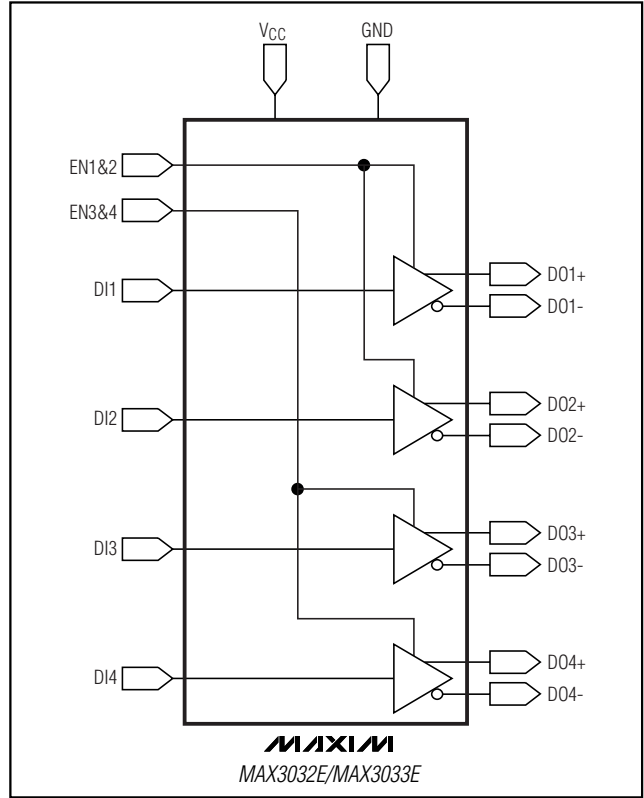 VCC GND
EN1&2
EN3&4
DI1
DO1+
DO1-
DI2
DO2+
DO2-
DI3
DO3+
DO3-
DI4
DO4+
DO4-
MAXIM
MAX3032E/MAX3033E